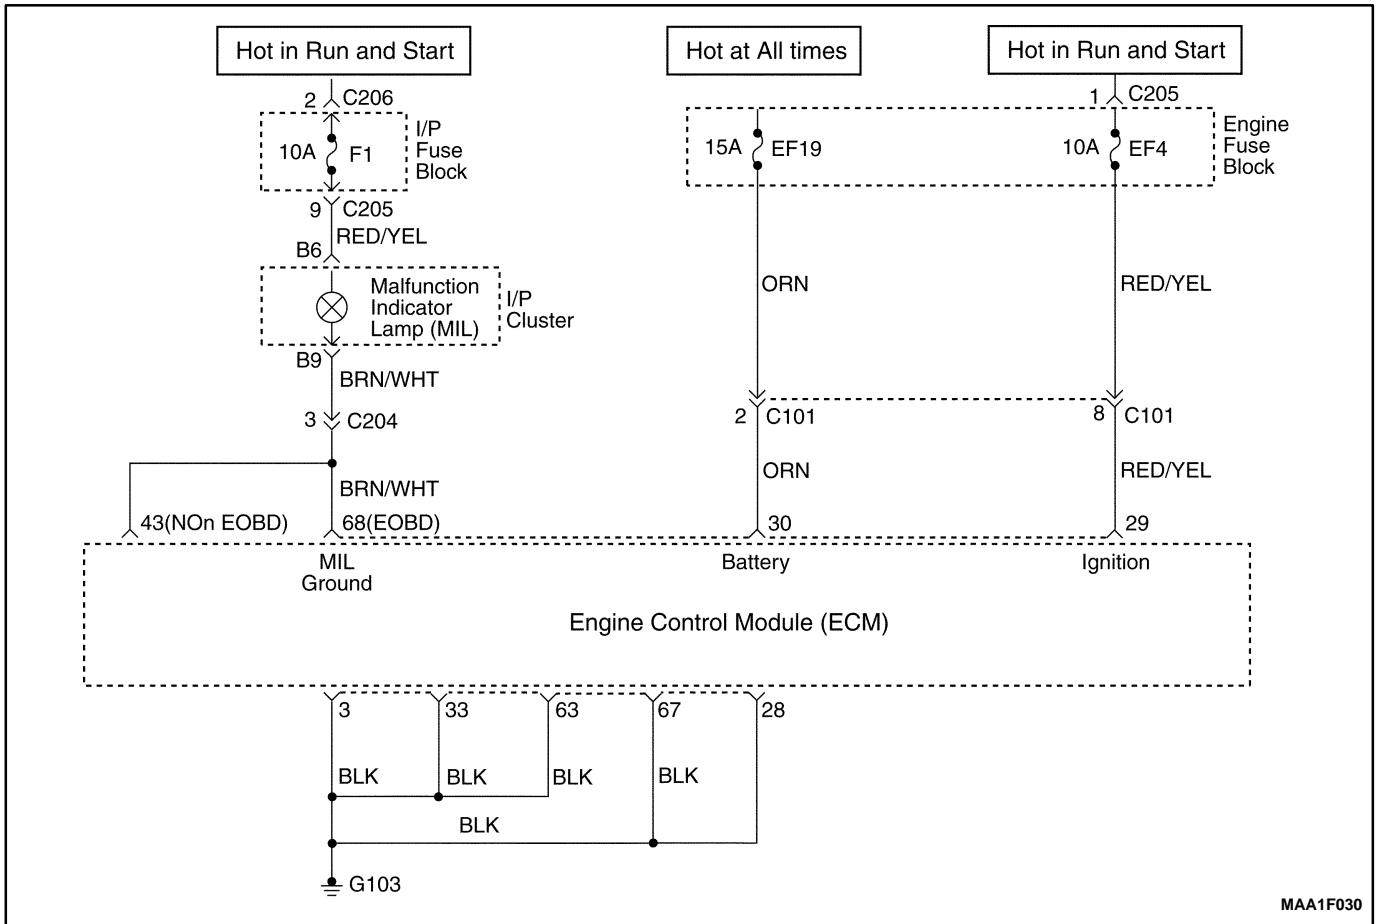 Hot in Run and Start
Hot at All times
Hot in Run and Start
2 C206
1 C205
10A F1
I/P
Fuse
Block
15A EF19
10A EF4
Engine
Fuse
Block
9 C205
RED/YEL
B6
Malfunction
Indicator
Lamp (MIL)
I/P
Cluster
ORN
RED/YEL
B9
BRN/WHT
3 C204
2 C101
8 C101
BRN/WHT
ORN
RED/YEL
43(NOn EOBD)
68(EOBD)
30
29
MIL
Ground
Battery
Ignition
Engine Control Module (ECM)
3
33
63
67
28
BLK
BLK
BLK
BLK
BLK
G103
MAA1F030